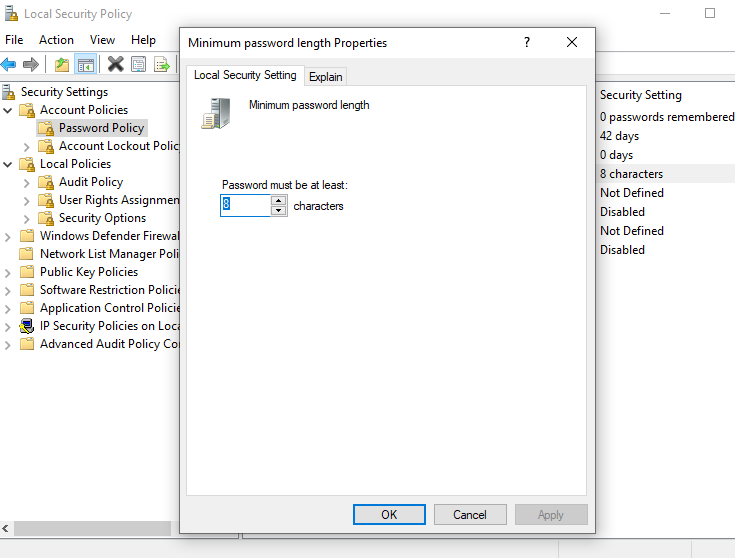 Local Security Policy
File Action View Help
Minimum password length Properties
?
Local Security Setting Explain
Minimum password length
Password must be at least:
8 characters
OK Cancel Apply
Security Settings
Account Policies
Password Policy
Account Lockout Polic
Local Policies
Audit Policy
User Rights Assignmen
Security Options
Windows Defender Firewal
Network List Manager Poli
Public Key Policies
Software Restriction Policie
Application Control Policie
IP Security Policies on Loca
Advanced Audit Policy Co
Security Setting
0 passwords remembered
42 days
0 days
8 characters
Not Defined
Disabled
Not Defined
Disabled